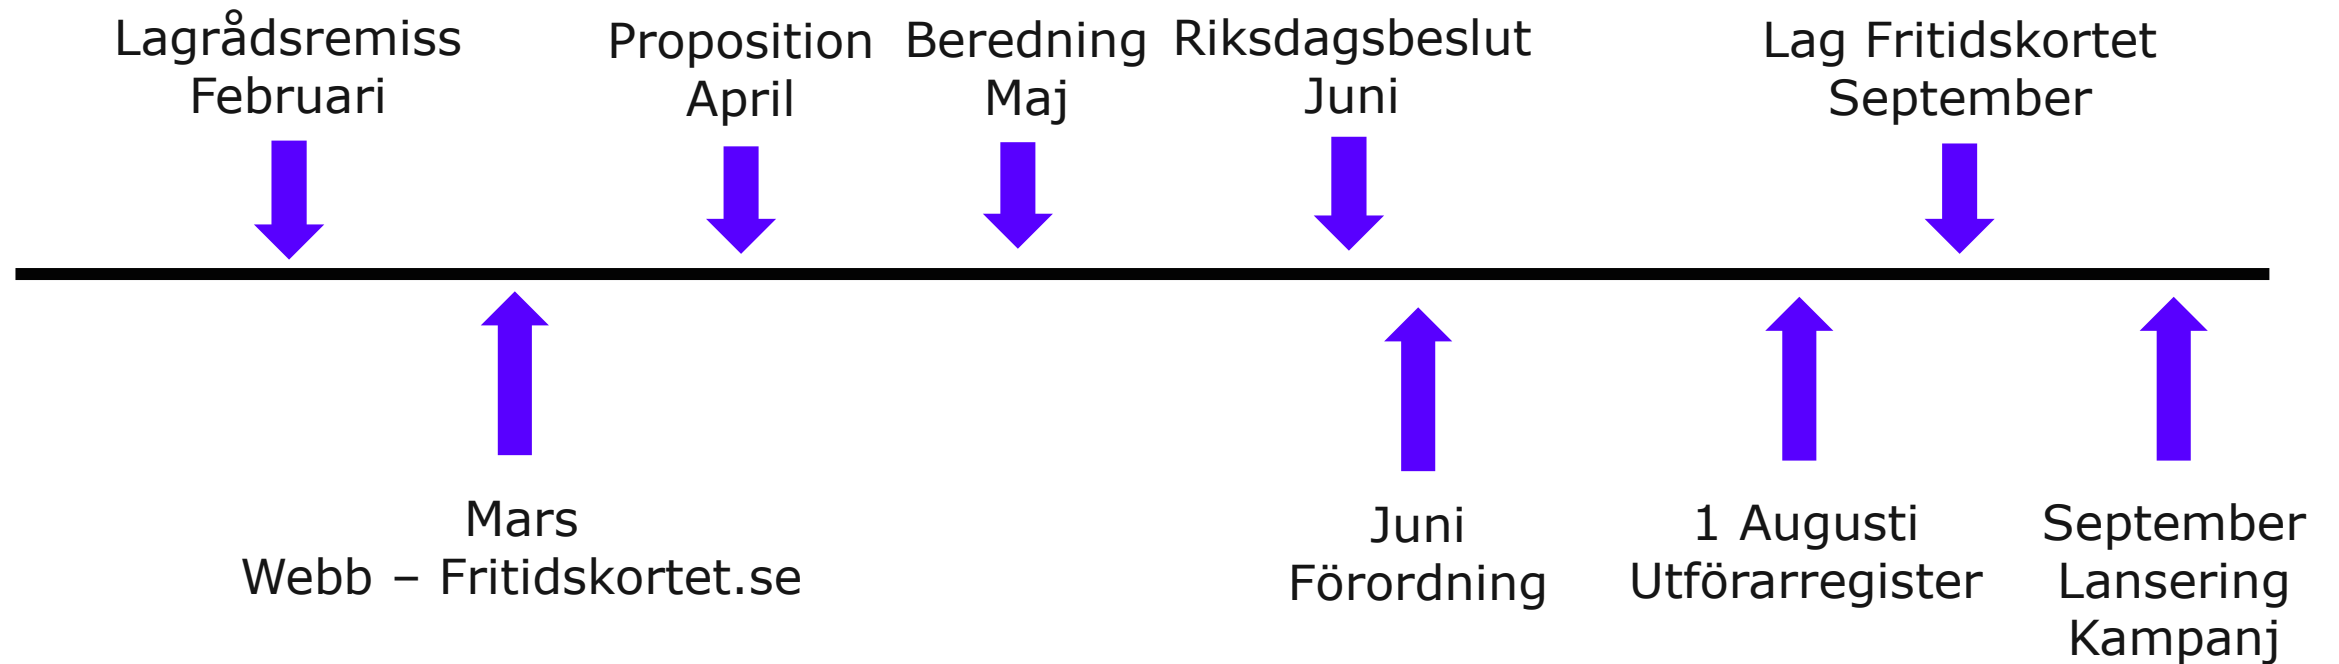 Lagrådsremiss
Februari
Proposition
April
Beredning
Maj
Riksdagsbeslut
Juni
Lag Fritidskortet
September
Mars
Webb – Fritidskortet.se
Juni
Förordning
1 Augusti
Utförarregister
September
Lansering
Kampanj